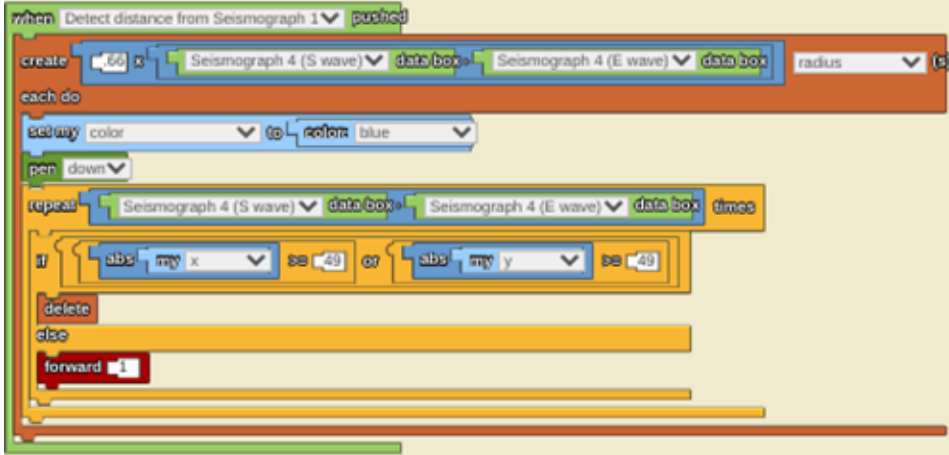 when Detect distance from Seismograph 1 pushed
create .66 x Seismograph 4 (S wave) data box - Seismograph 4 (E wave) data box radius (s)
each do
set my color to color: blue
pen down
repeat Seismograph 4 (S wave) data box - Seismograph 4 (E wave) data box times
if abs my x >= 49 or abs my y >= 49
delete
else
forward 1